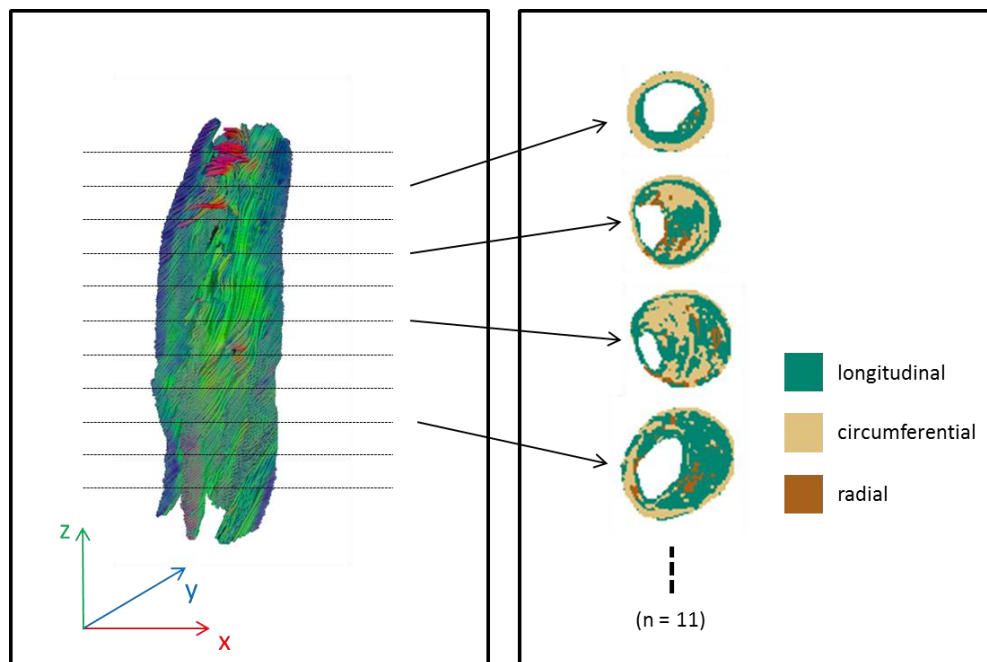 z
y
x
longitudinal
circumferential
radial
(n = 11)